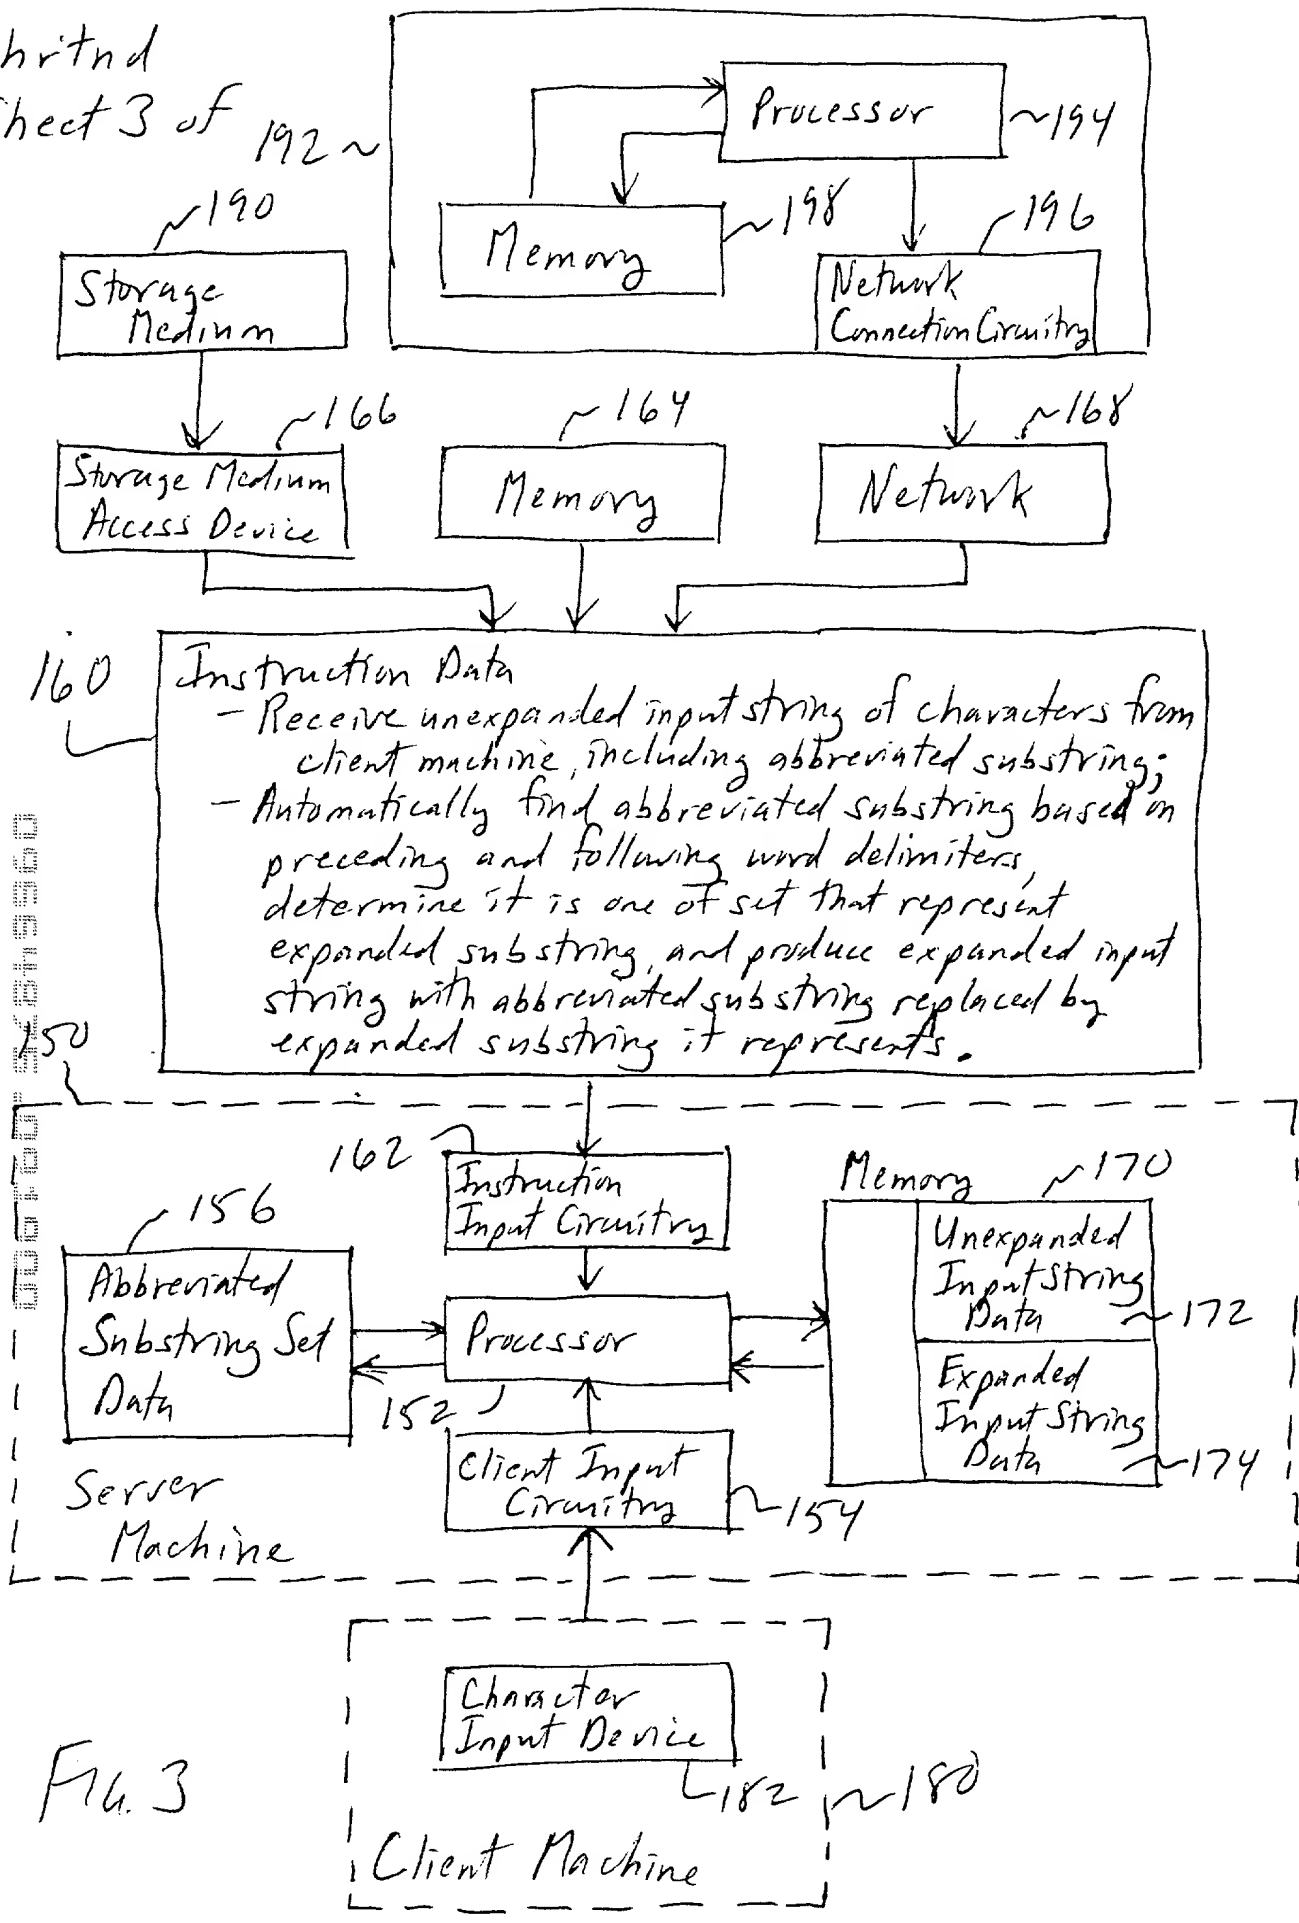 Sheet 3 of
192
Processor
194
190
Memory
198
196
Storage
Medium
Network
Connection Circuitry
166
164
168
Storage Medium
Access Device
Memory
Network
160
Instruction Data
- Receive unexpanded input string of characters from
client machine, including abbreviated substring;
- Automatically find abbreviated substring based on
preceding and following word delimiters,
determine it is one of set that represent
expanded substring, and produce expanded input
string with abbreviated substring replaced by
expanded substring it represents.
150
162
Instruction
Input Circuitry
Memory
170
156
Abbreviated
Substring Set
Data
Processor
152
Unexpanded
Input String
Data
172
Expanded
Input String
Data
174
Client Input
Circuitry
154
Server
Machine
Character
Input Device
182
180
Client Machine
FIG. 3